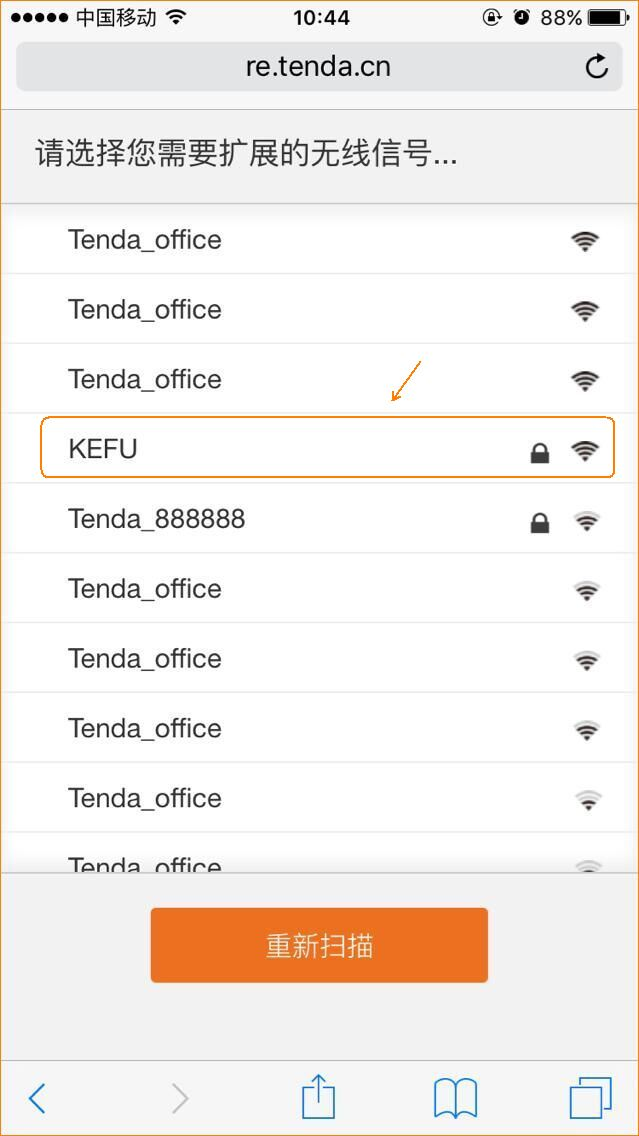 中国移动 10:44 88%
re.tenda.cn
请选择您需要扩展的无线信号...
Tenda_office
Tenda_office
Tenda_office
KEFU
Tenda_888888
Tenda_office
Tenda_office
Tenda_office
Tenda_office
Tenda_office
重新扫描